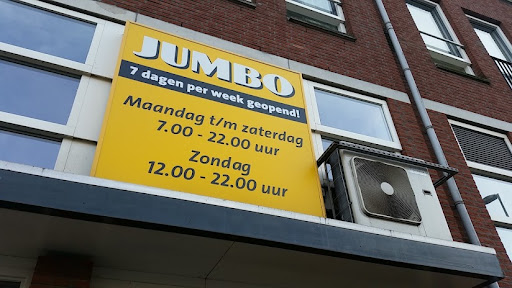 JUMBO
7 dagen per week geopend!
Maandag t/m zaterdag
7.00 - 22.00 uur
Zondag
12.00 - 22.00 uur